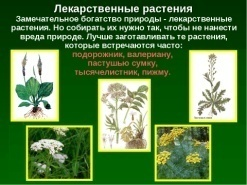 Лекарственные растения
Замечательное богатство природы - лекарственные
растения. Но собирать их нужно так, чтобы не нанести
вреда природе. Лучше заготавливать те растения,
которые встречаются часто:
подорожник, валериану,
пастушью сумку,
тысячелистник, пижму.